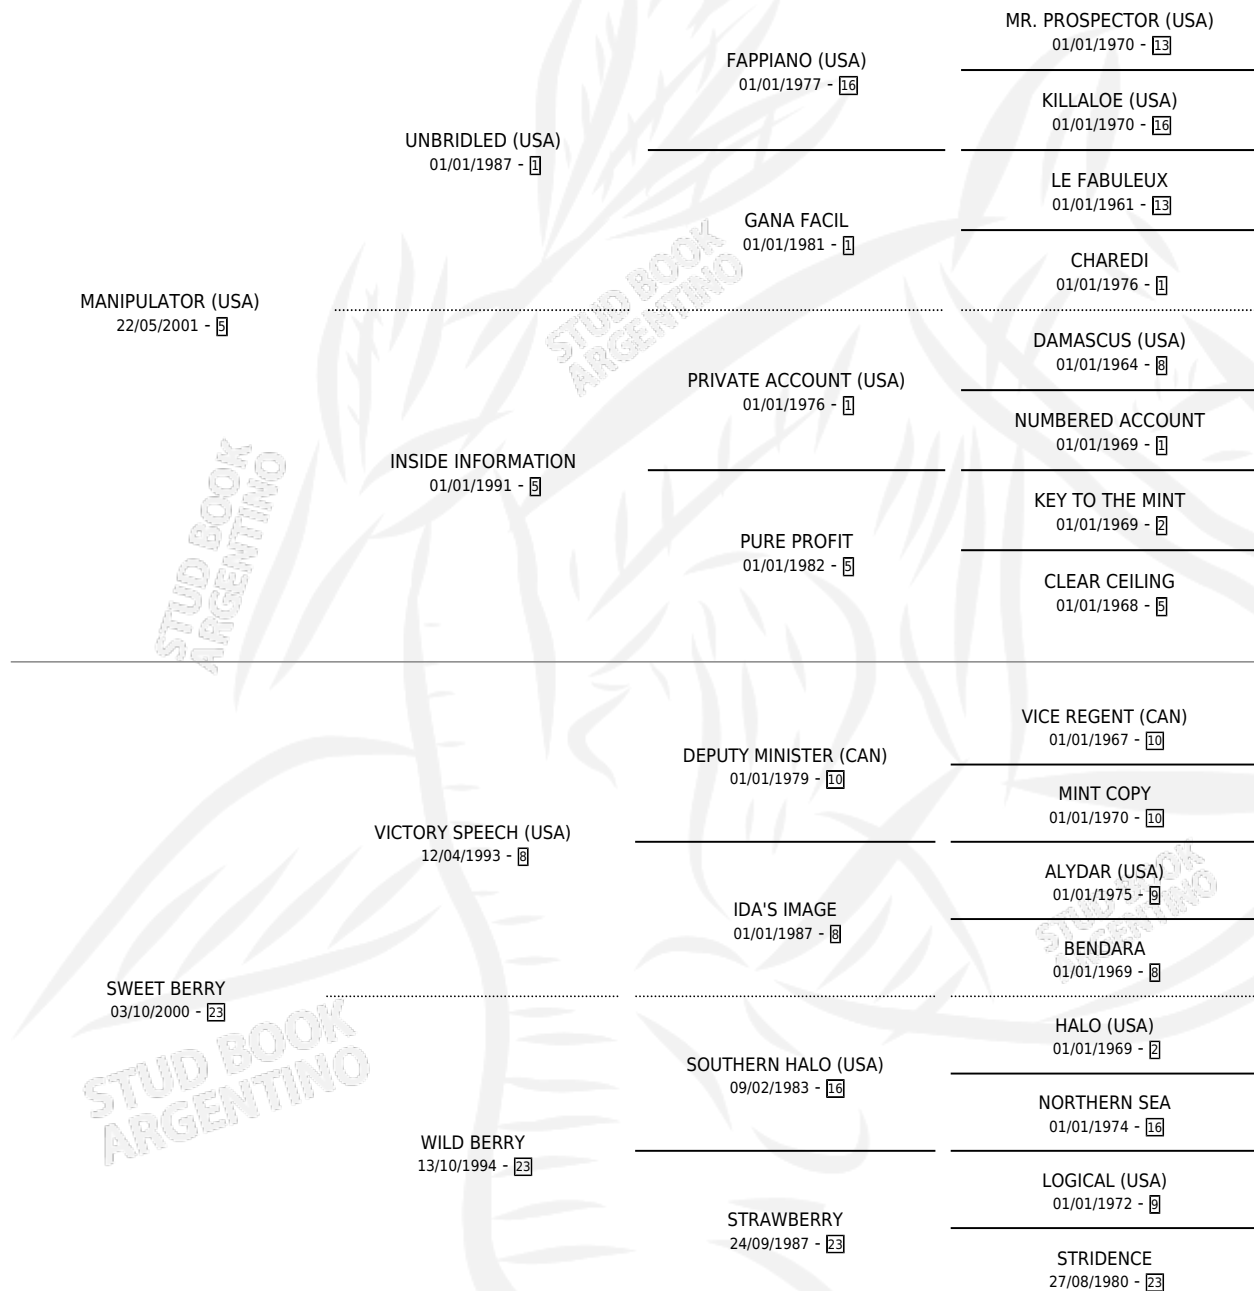 MR. PROSPECTOR (USA)
01/01/1970 - 13
FAPPIANO (USA)
01/01/1977 - 16
KILLALOE (USA)
01/01/1970 - 16
UNBRIDLED (USA)
01/01/1987 - 1
LE FABULEUX
01/01/1961 - 13
GANA FACIL
01/01/1981 - 1
CHAREDI
01/01/1976 - 1
MANIPULATOR (USA)
22/05/2001 - 5
DAMASCUS (USA)
01/01/1964 - 8
PRIVATE ACCOUNT (USA)
01/01/1976 - 1
NUMBERED ACCOUNT
01/01/1969 - 1
INSIDE INFORMATION
01/01/1991 - 5
KEY TO THE MINT
01/01/1969 - 2
PURE PROFIT
01/01/1982 - 5
CLEAR CEILING
01/01/1968 - 5
VICE REGENT (CAN)
01/01/1967 - 10
DEPUTY MINISTER (CAN)
01/01/1979 - 10
MINT COPY
01/01/1970 - 10
VICTORY SPEECH (USA)
12/04/1993 - 8
ALYDAR (USA)
01/01/1975 - 9
IDA'S IMAGE
01/01/1987 - 8
BENDARA
01/01/1969 - 8
SWEET BERRY
03/10/2000 - 23
HALO (USA)
01/01/1969 - 2
SOUTHERN HALO (USA)
09/02/1983 - 16
NORTHERN SEA
01/01/1974 - 16
WILD BERRY
13/10/1994 - 23
LOGICAL (USA)
01/01/1972 - 9
STRAWBERRY
24/09/1987 - 23
STRIDENCE
27/08/1980 - 23
STUD BOOK
ARGENTINO
STUD BOOK
ARGENTINO
STUD BOOK
ARGENTINO
STUD BOOK
ARGENTINO